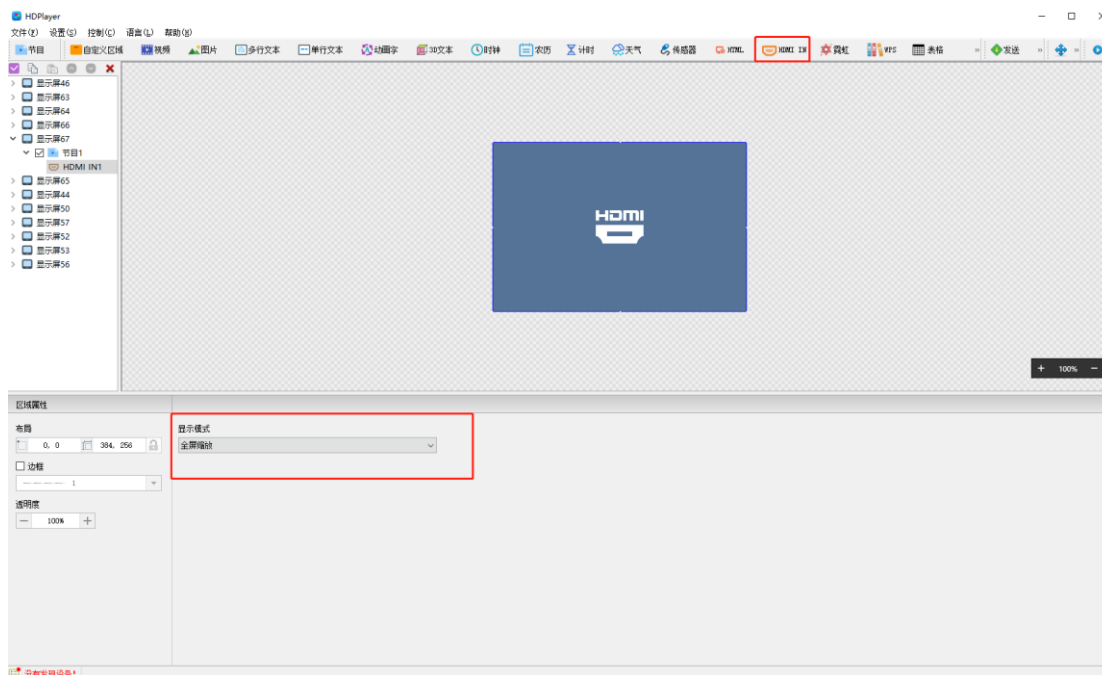 HDPlayer
文件(F) 设置(S) 控制(C) 语言(L) 帮助(H)
节目 自定义区域 视频 图片 多行文本 单行文本 动画字 3D文本 时钟 农历 计时 天气 传感器 HTML HDMI IN 霓虹 WPS 表格 » 发送 » »
显示屏46
显示屏63
显示屏64
显示屏66
显示屏67
节目1
HDMI IN1
显示屏65
显示屏44
显示屏50
显示屏57
显示屏52
显示屏53
显示屏56
HDMI
+ 100% −
区域属性
布局
0, 0 384, 256
边框
1
透明度
− 100% +
显示模式
全屏缩放
没有发现设备!